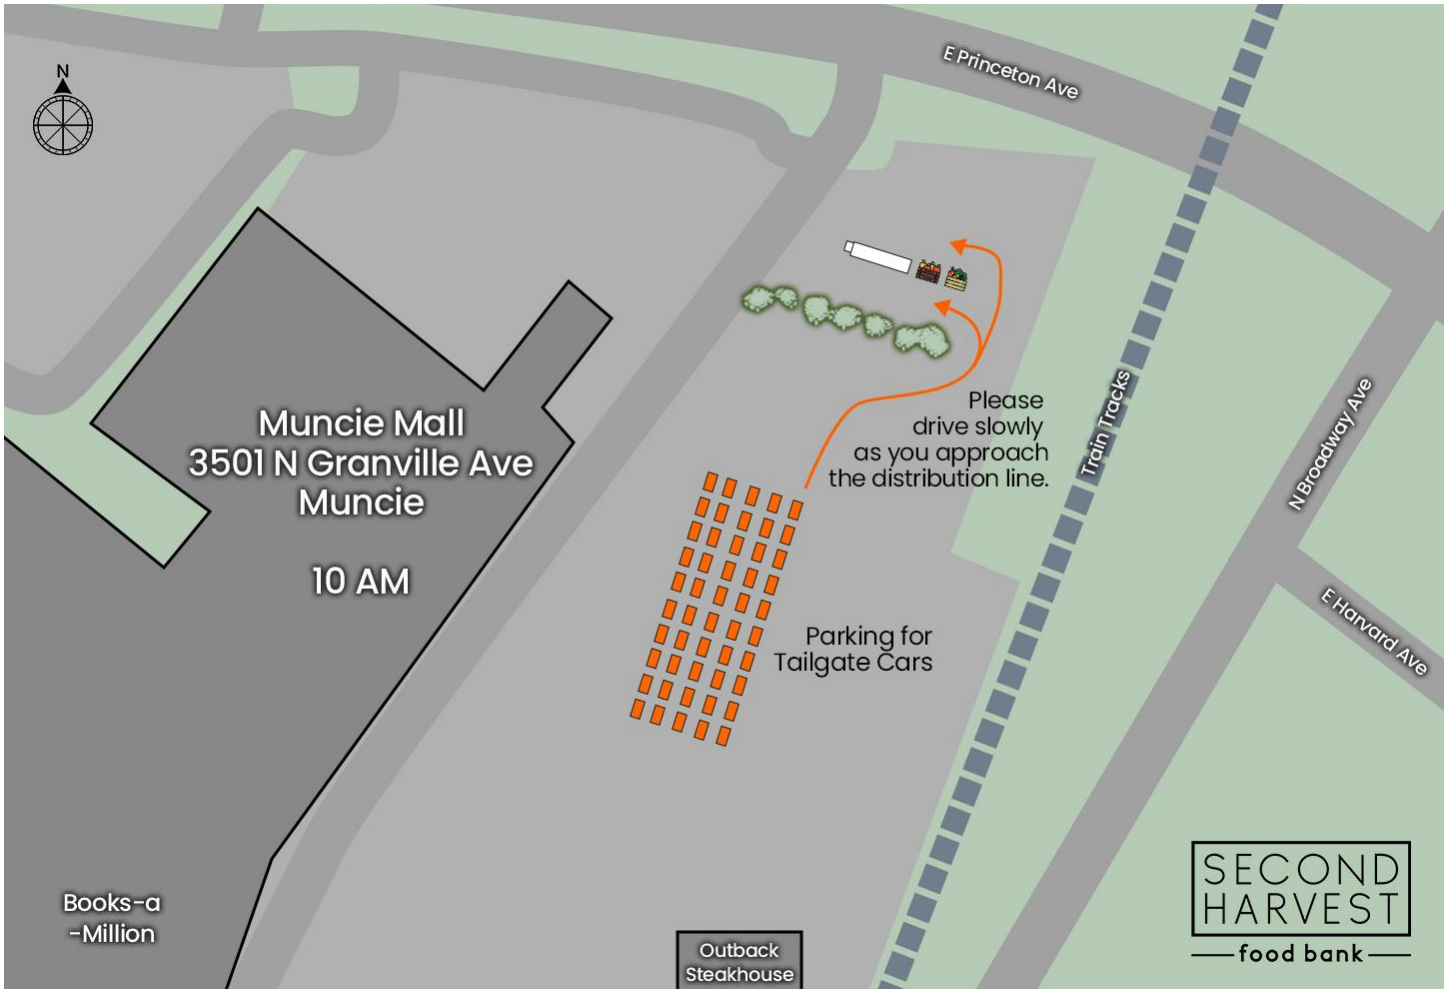 N
E Princeton Ave
Please
drive slowly
as you approach
the distribution line.
Train Tracks
N Broadway Ave
Muncie Mall
3501 N Granville Ave
Muncie
10 AM
E Harvard Ave
Parking for
Tailgate Cars
Books-a
-Million
Outback
Steakhouse
SECOND
HARVEST
food bank